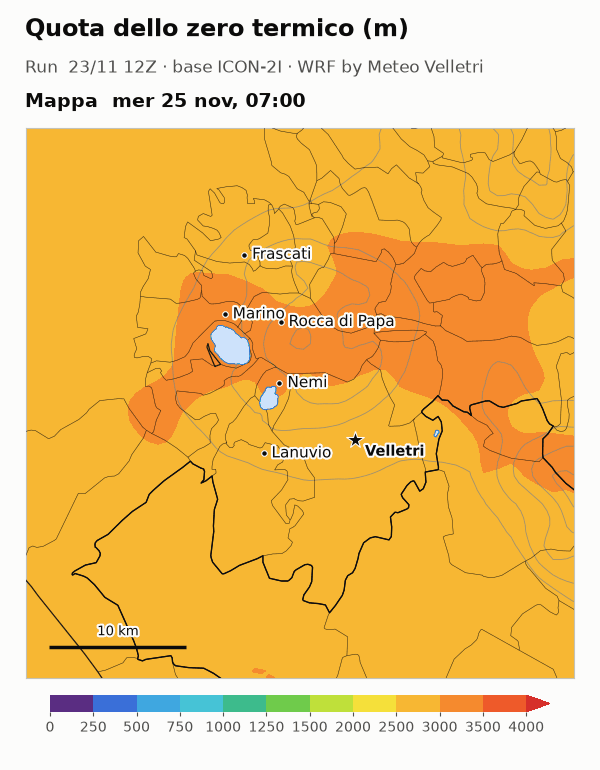 Quota dello zero termico (m)
Run  23/11 12Z · base ICON-2I · WRF by Meteo Velletri
Mappa  mer 25 nov, 07:00
Frascati
Marino
Rocca di Papa
Nemi
Velletri
Lanuvio
10 km
0 250 500 750 1000 1250 1500 2000 2500 3000 3500 4000